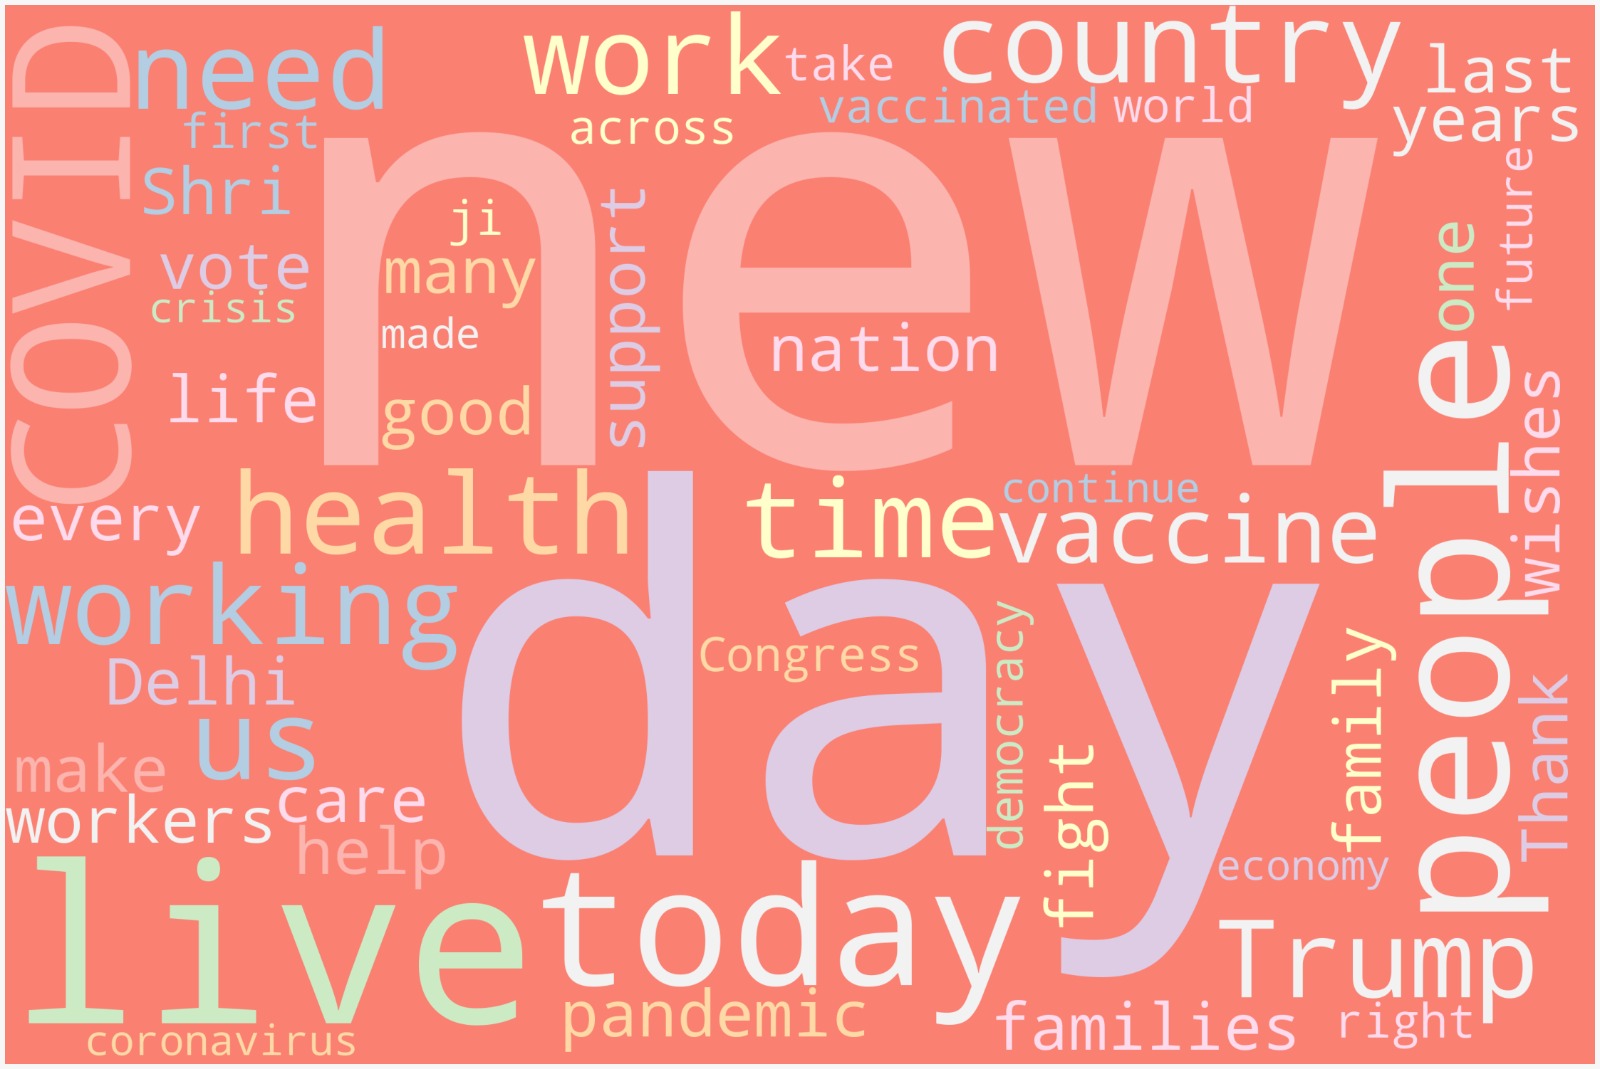 COVID
need
work
take
country
last
first
across
vaccinated
world
years
Shri
new
ji
support
future
vote
many
one
crisis
made
nation
life
good
wishes
every
health
time
continue
vaccine
people
working
day
Delhi
Congress
democracy
family
us
Thank
make
care
fight
workers
help
economy
live
today
Trump
pandemic
families
right
coronavirus